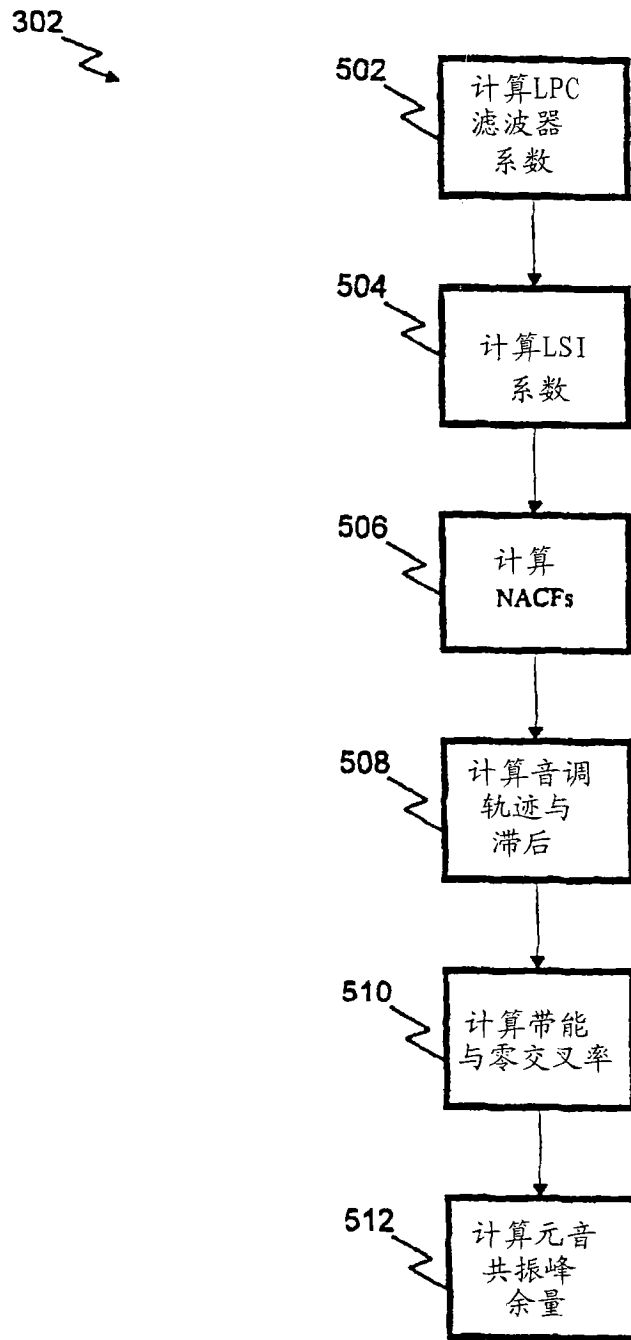 302
502
计算LPC
滤波器
系数
504
计算LSI
系数
506
计算
NACFs
508
计算音调
轨迹与
滞后
510
计算带能
与零交叉率
512
计算元音
共振峰
余量